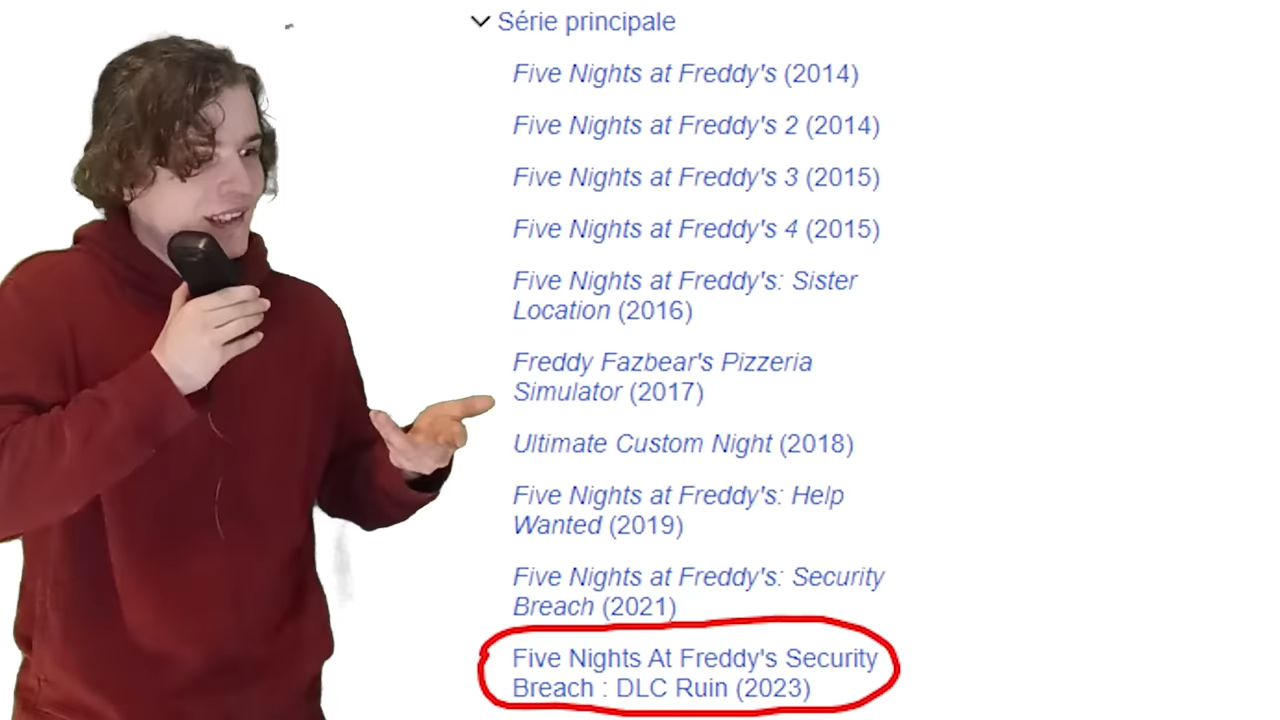 Série principale
Five Nights at Freddy's (2014)
Five Nights at Freddy's 2 (2014)
Five Nights at Freddy's 3 (2015)
Five Nights at Freddy's 4 (2015)
Five Nights at Freddy's: Sister
Location (2016)
Freddy Fazbear's Pizzeria
Simulator (2017)
Ultimate Custom Night (2018)
Five Nights at Freddy's: Help
Wanted (2019)
Five Nights at Freddy's: Security
Breach (2021)
Five Nights At Freddy's Security
Breach : DLC Ruin (2023)